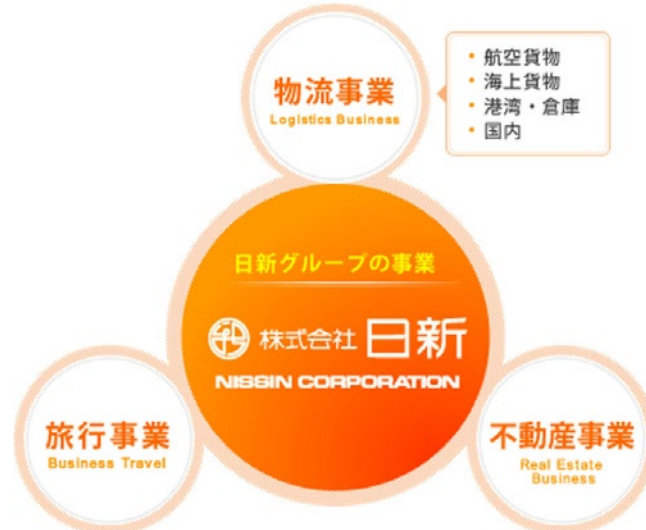 物流事業
Logistics Business
・航空貨物
・海上貨物
・港湾・倉庫
・国内
日新グループの事業
株式会社 日新
NISSIN CORPORATION
旅行事業
Business Travel
不動産事業
Real Estate
Business